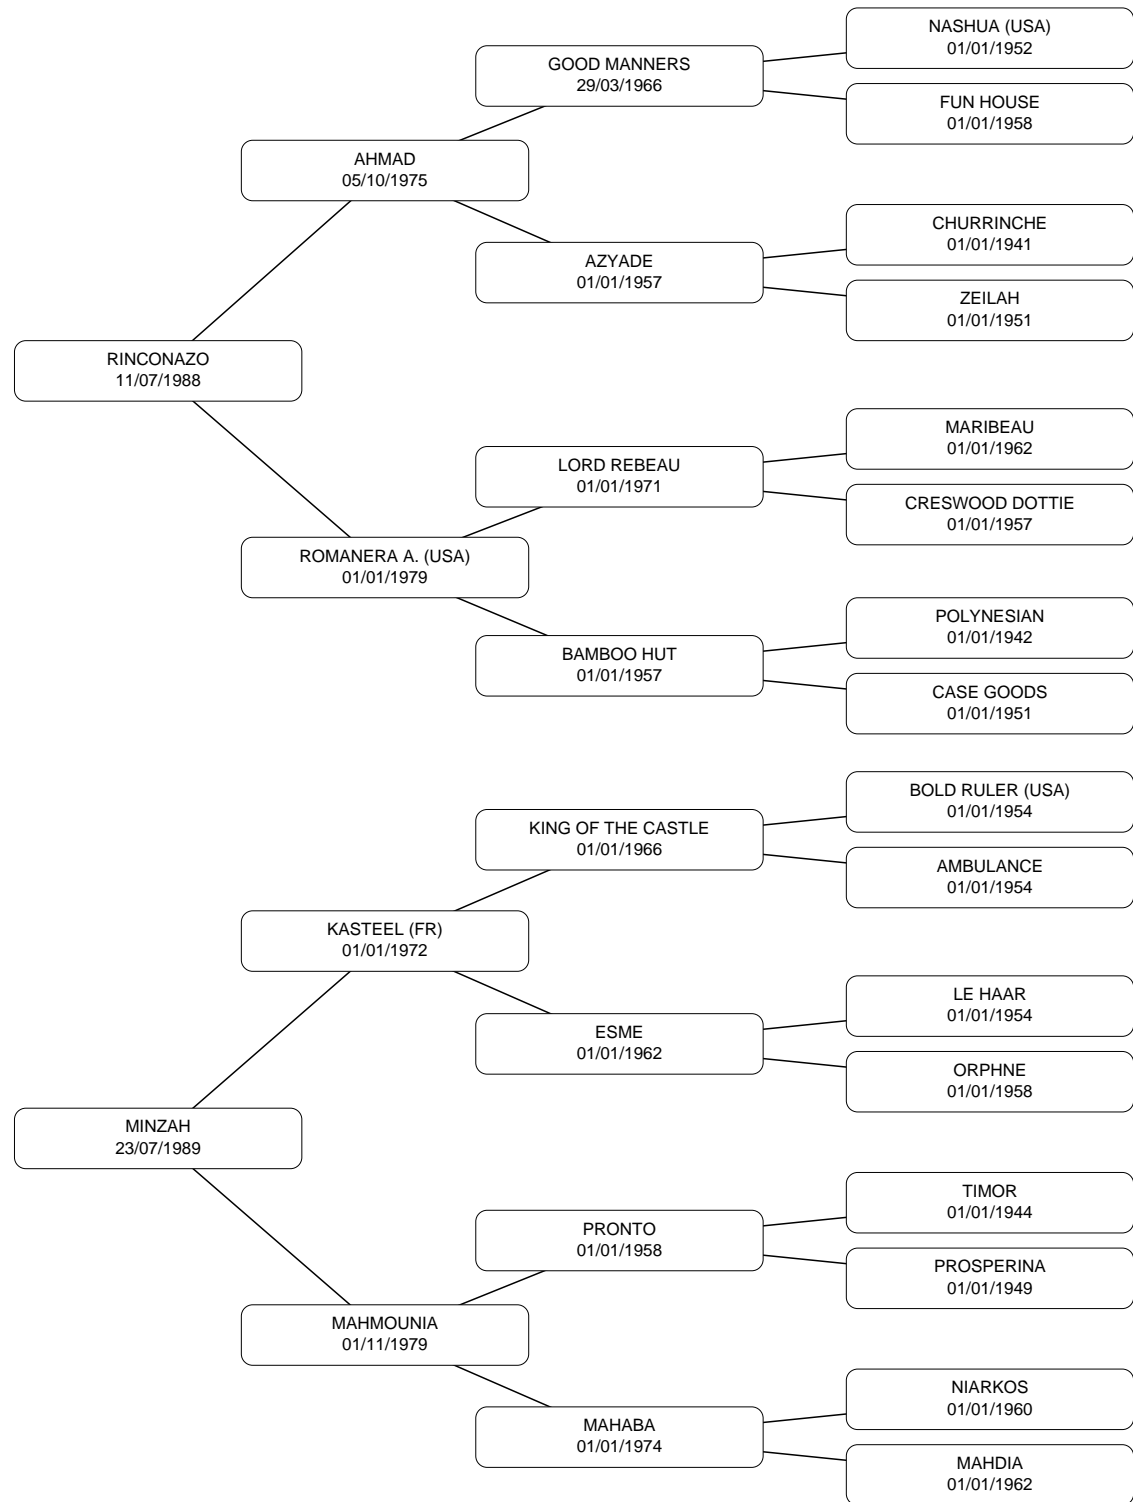 NASHUA (USA)
01/01/1952
GOOD MANNERS
29/03/1966
FUN HOUSE
01/01/1958
AHMAD
05/10/1975
CHURRINCHE
01/01/1941
AZYADE
01/01/1957
ZEILAH
01/01/1951
RINCONAZO
11/07/1988
MARIBEAU
01/01/1962
LORD REBEAU
01/01/1971
CRESWOOD DOTTIE
01/01/1957
ROMANERA A. (USA)
01/01/1979
POLYNESIAN
01/01/1942
BAMBOO HUT
01/01/1957
CASE GOODS
01/01/1951
BOLD RULER (USA)
01/01/1954
KING OF THE CASTLE
01/01/1966
AMBULANCE
01/01/1954
KASTEEL (FR)
01/01/1972
LE HAAR
01/01/1954
ESME
01/01/1962
ORPHNE
01/01/1958
MINZAH
23/07/1989
TIMOR
01/01/1944
PRONTO
01/01/1958
PROSPERINA
01/01/1949
MAHMOUNIA
01/11/1979
NIARKOS
01/01/1960
MAHABA
01/01/1974
MAHDIA
01/01/1962